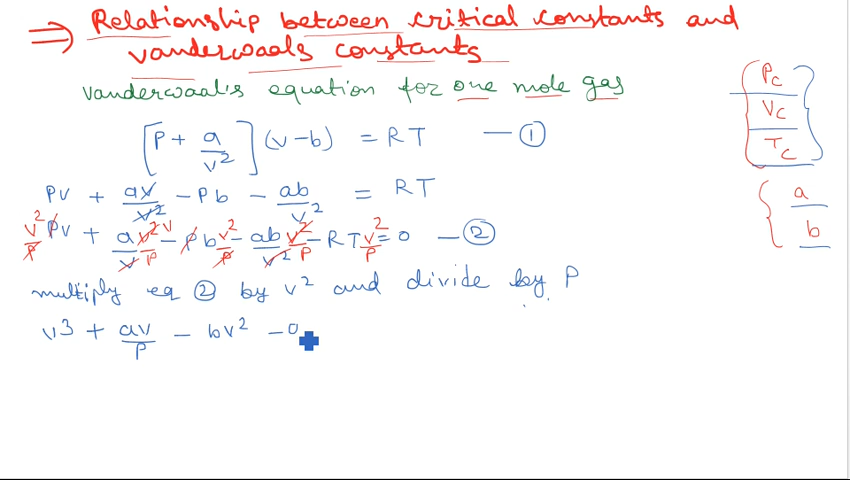 ⇒ Relationship between critical constants and
vanderwaals constants
vanderwaal's equation for one mole gas
[P + a/v²] (v-b) = RT — ①
Pv + av/v² - Pb - ab/v² = RT
v²/P Pv + a/v v²/P v - P b v²/P - ab/v² v²/P - RT v²/P = 0 — ②
multiply eq ② by v² and divide by P
v³ + av/P - bv² - 0
Pc
Vc
Tc
a
b